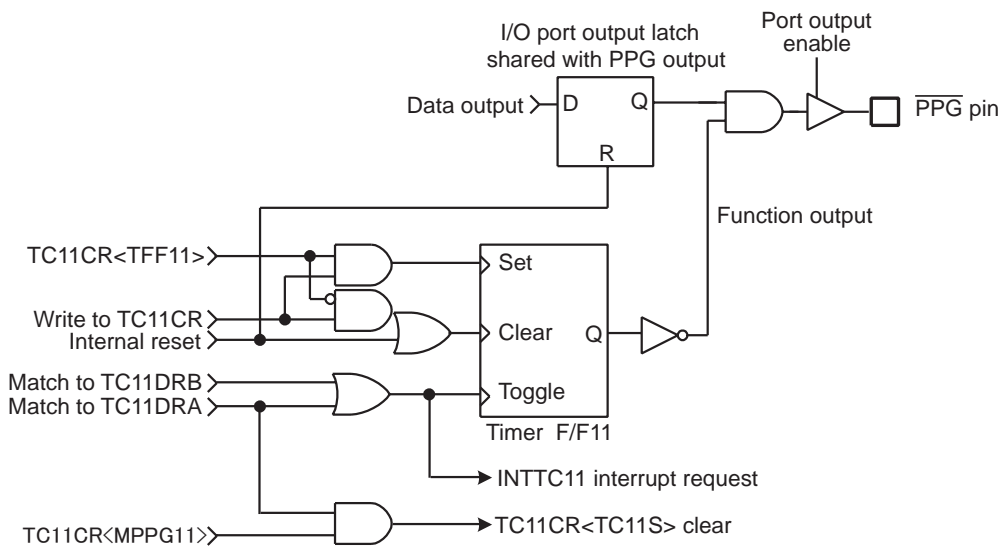 I/O port output latch
shared with PPG output
Port output
enable
Data output
D
Q
R
PPG pin
Function output
TC11CR<TFF11>
Set
Write to TC11CR
Internal reset
Clear
Q
Match to TC11DRB
Match to TC11DRA
Toggle
Timer F/F11
INTTC11 interrupt request
TC11CR<TC11S> clear
TC11CR<MPPG11>